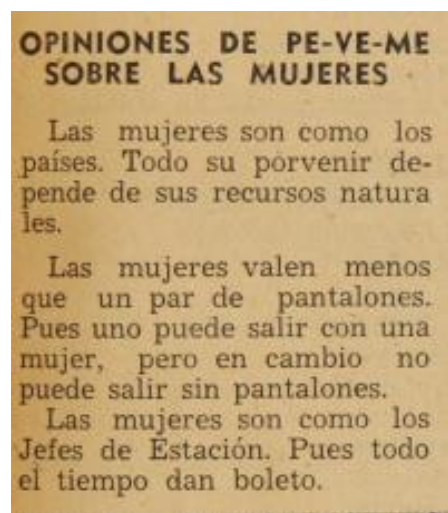 OPINIONES DE PE-VE-ME
SOBRE LAS MUJERES
Las mujeres son como los
países. Todo su porvenir de-
pende de sus recursos natura
les.
Las mujeres valen menos
que un par de pantalones.
Pues uno puede salir con una
mujer, pero en cambio no
puede salir sin pantalones.
Las mujeres son como los
Jefes de Estación. Pues todo
el tiempo dan boleto.